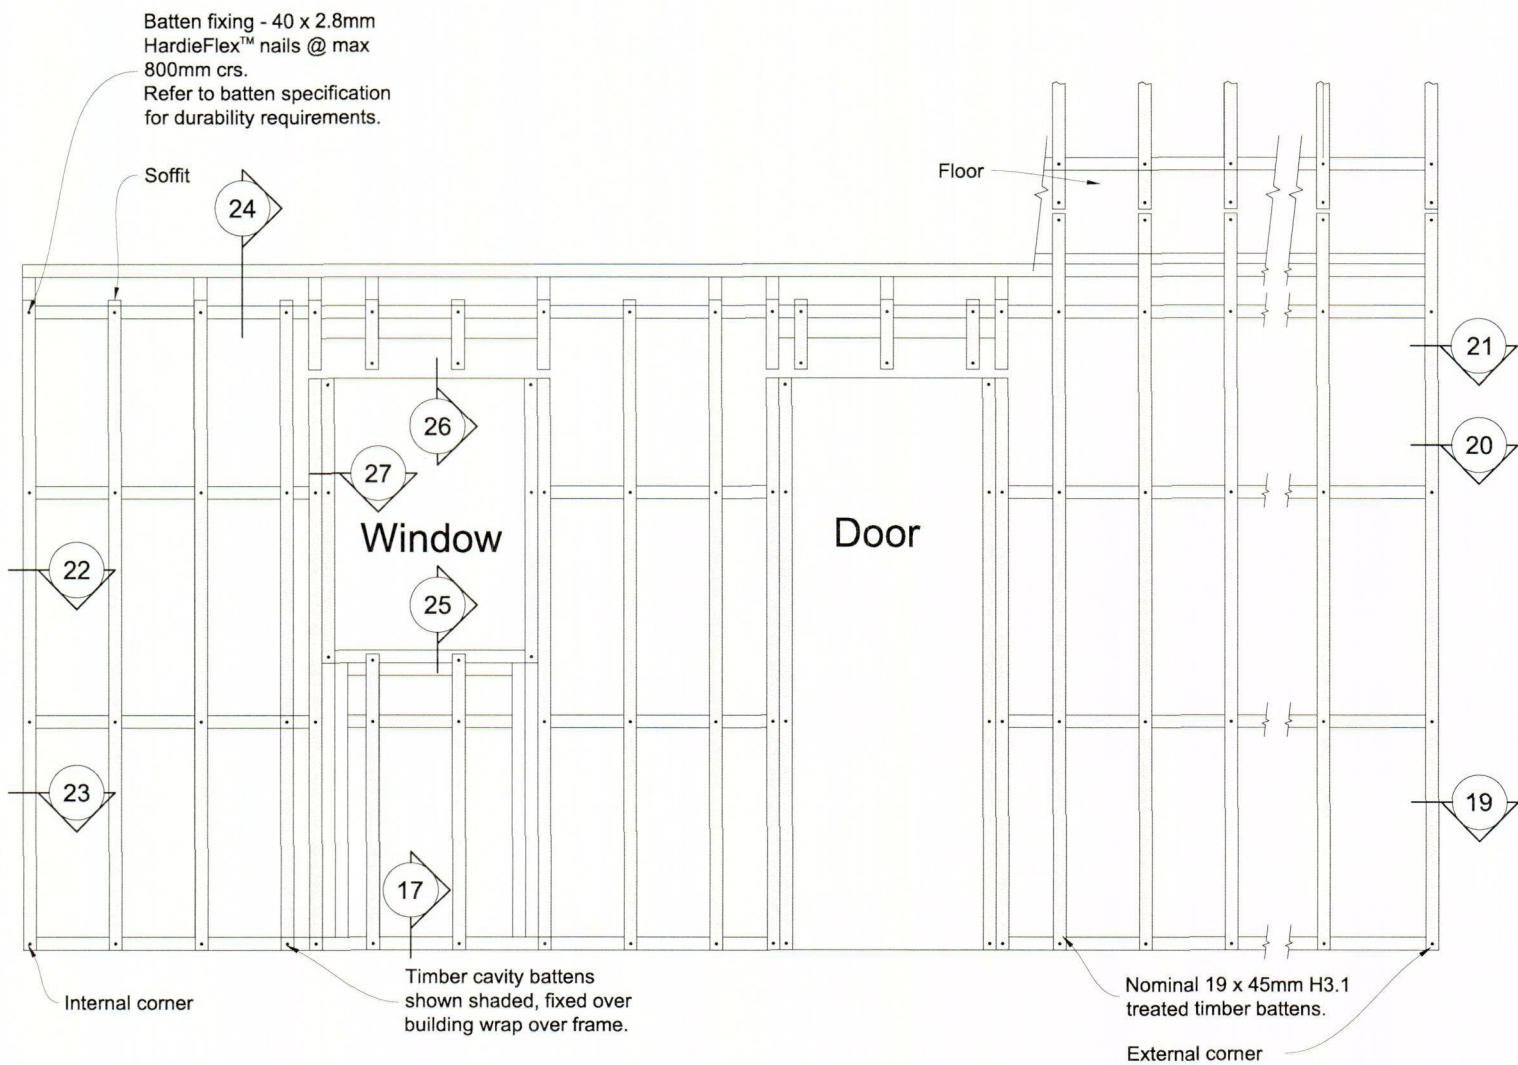 Batten fixing - 40 x 2.8mm
HardieFlex™ nails @ max
800mm crs.
Refer to batten specification
for durability requirements.
Soffit
24
Floor
21
26
20
27
Window
Door
22
25
23
19
17
Internal corner
Timber cavity battens
shown shaded, fixed over
building wrap over frame.
Nominal 19 x 45mm H3.1
treated timber battens.
External corner